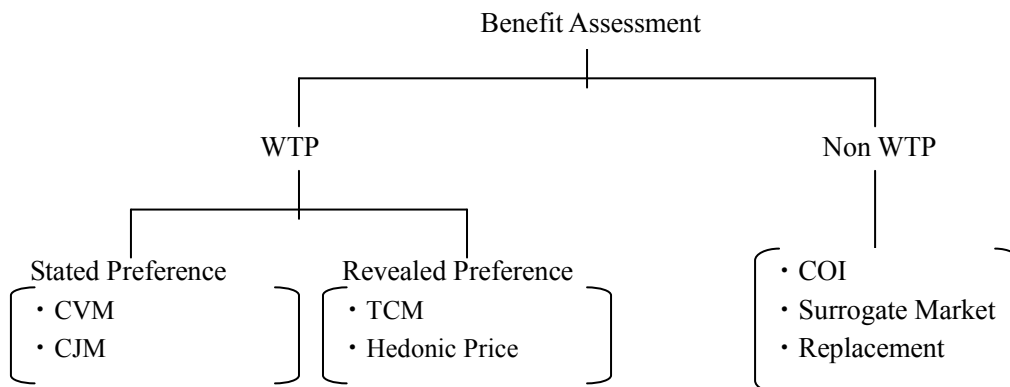 Benefit Assessment
WTP
Non WTP
Stated Preference
・CVM
・CJM
Revealed Preference
・TCM
・Hedonic Price
・COI
・Surrogate Market
・Replacement